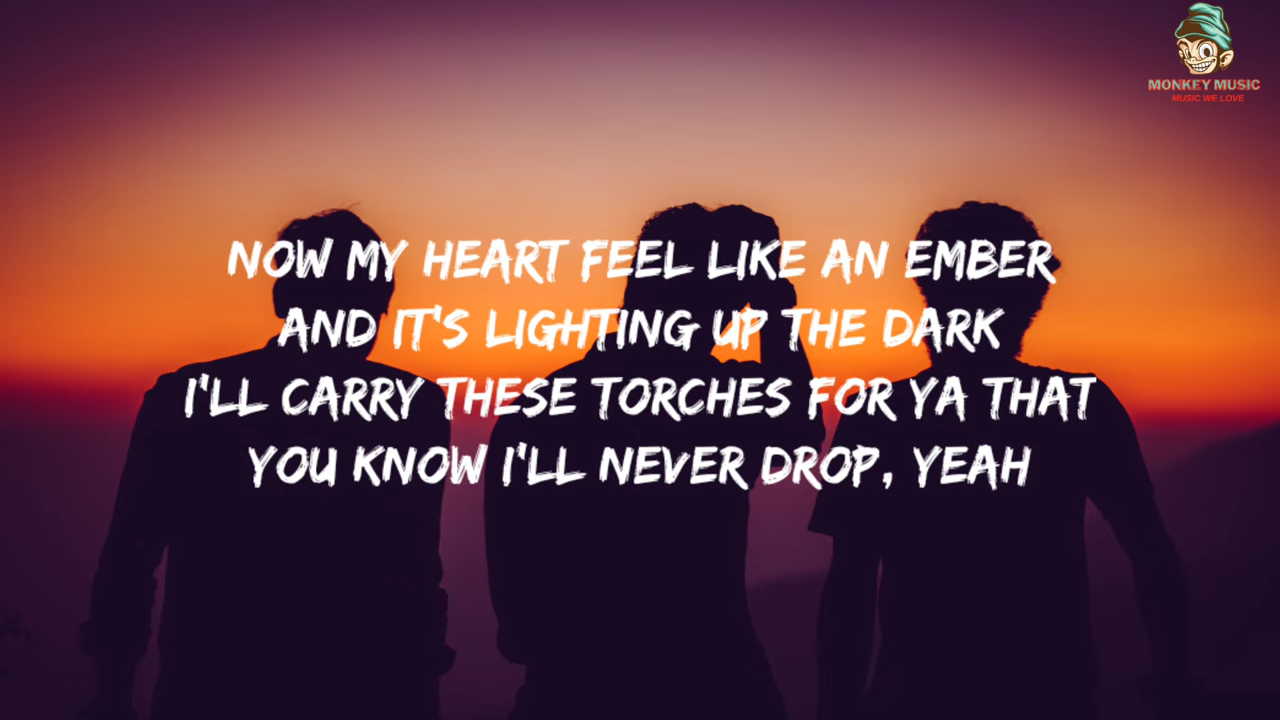 MONKEY MUSIC
MUSIC WE LOVE
NOW MY HEART FEEL LIKE AN EMBER
AND IT'S LIGHTING UP THE DARK
I'LL CARRY THESE TORCHES FOR YA THAT
YOU KNOW I'LL NEVER DROP, YEAH